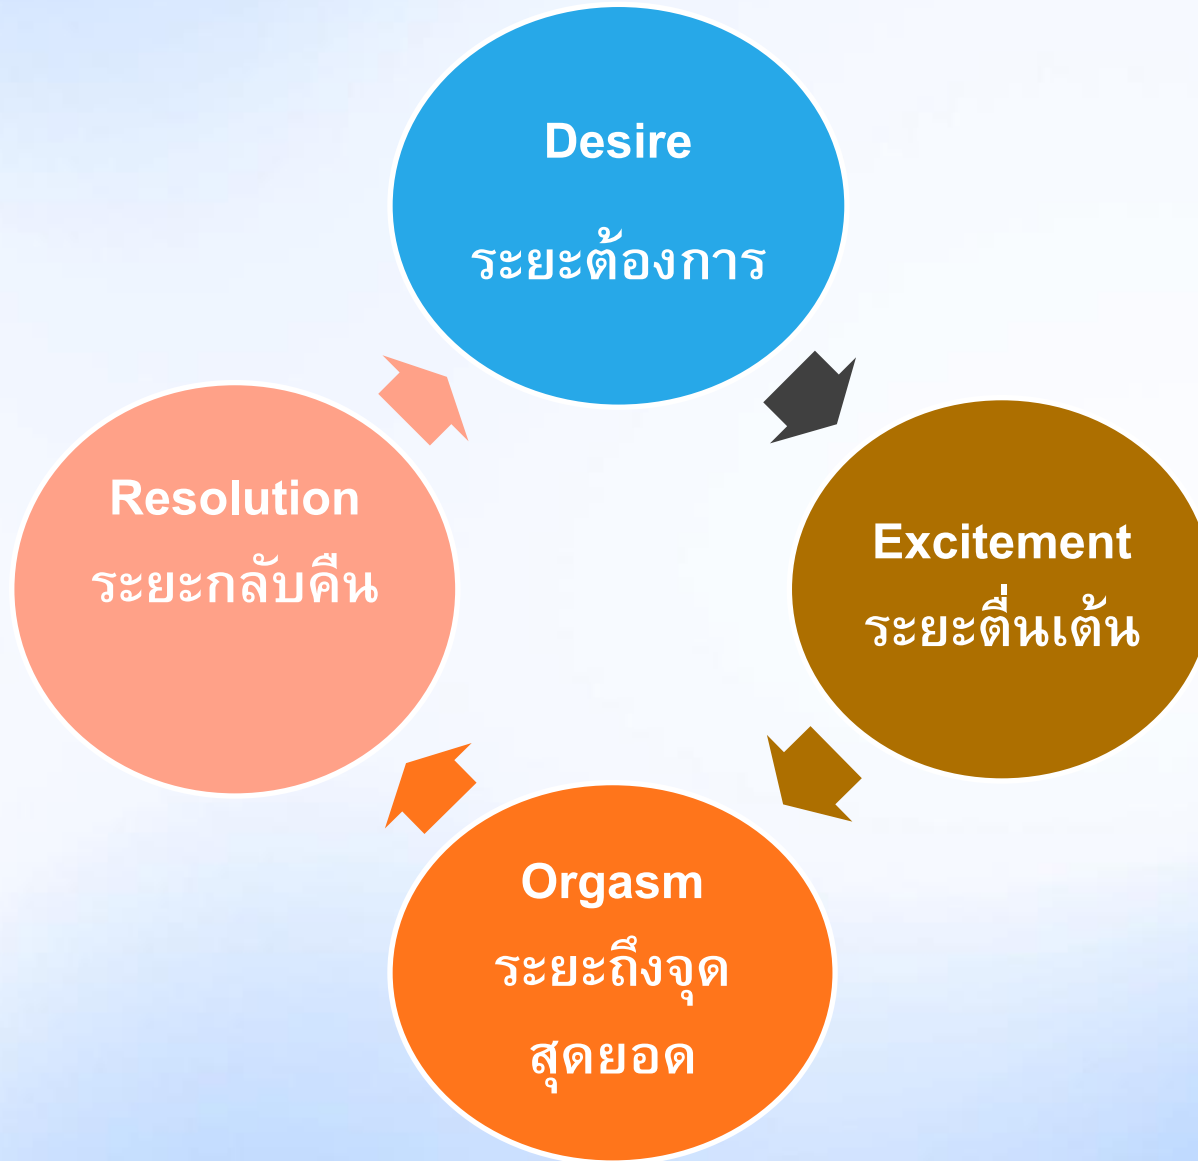 Desire
ระยะต้องการ
Excitement
ระยะตื่นเต้น
Orgasm
ระยะถึงจุด
สุดยอด
Resolution
ระยะกลับคืน